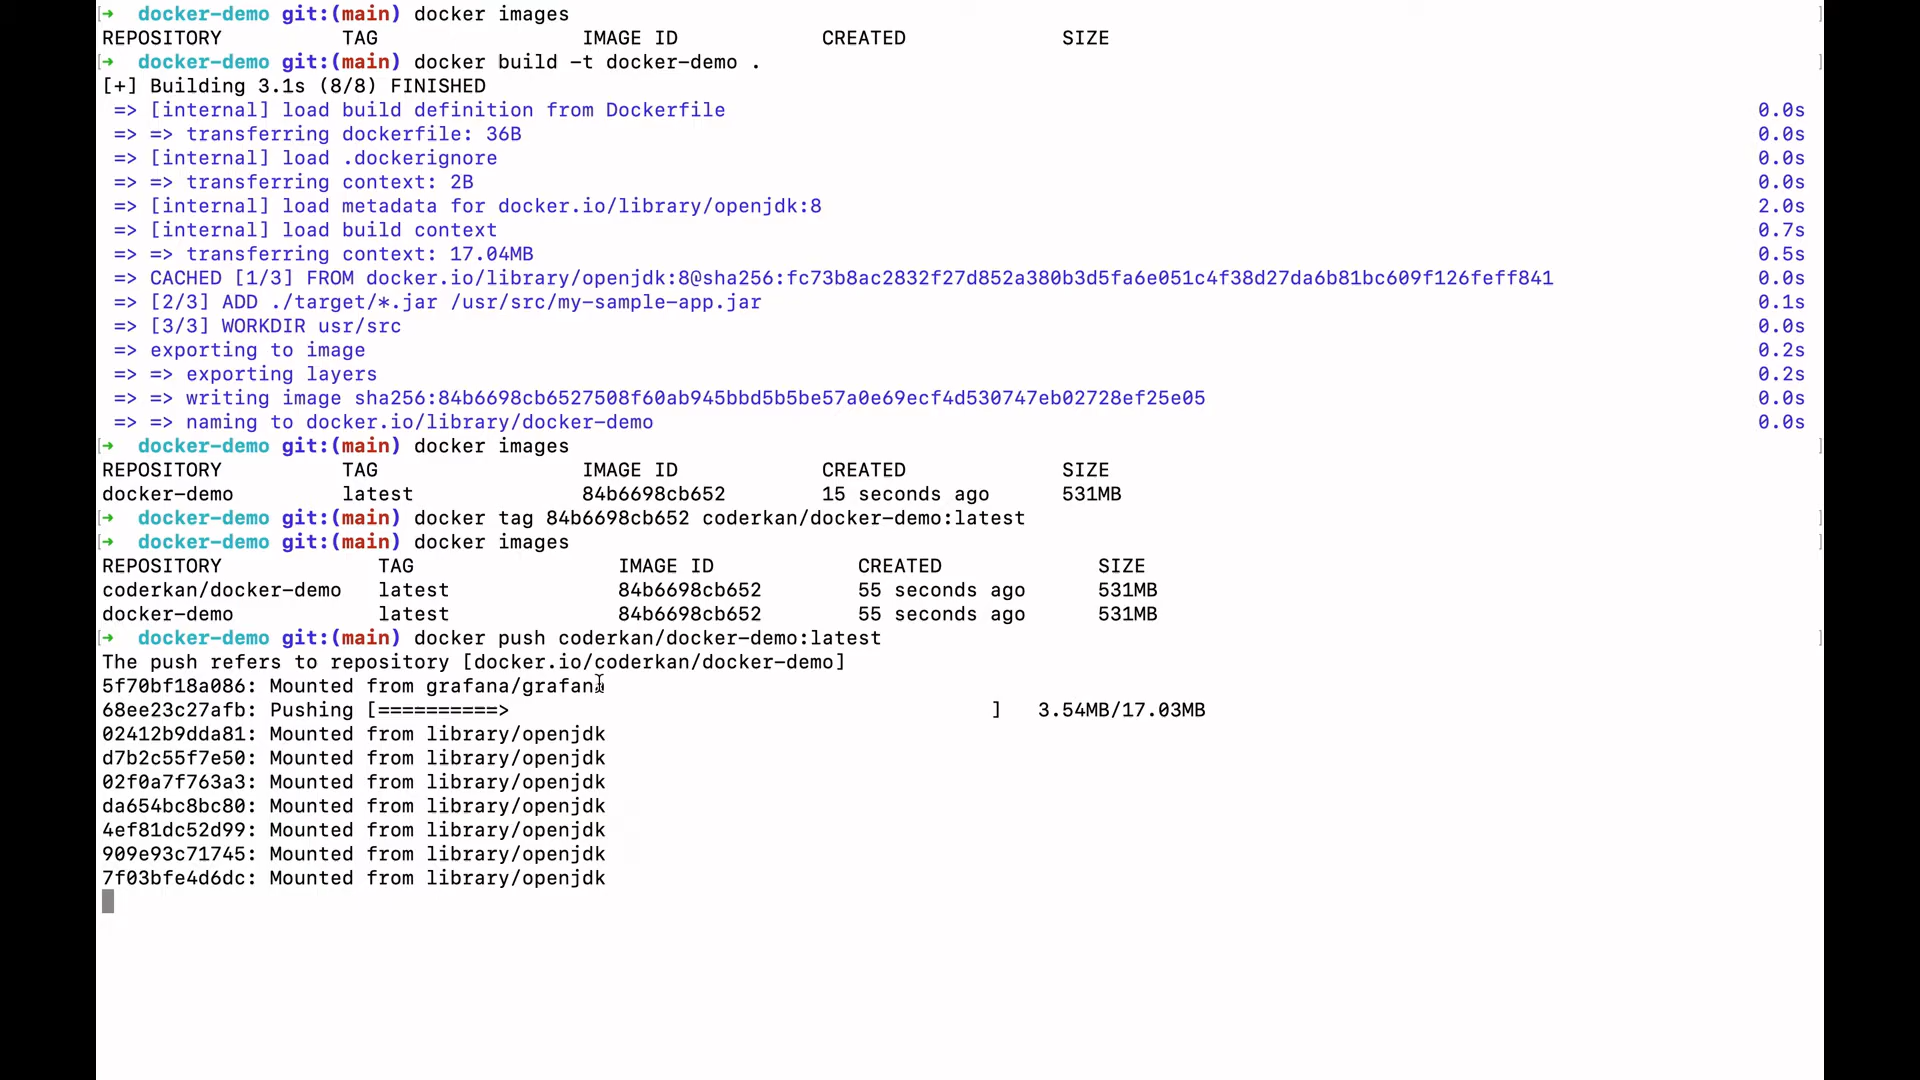 ➜ docker-demo git:(main) docker images
REPOSITORY TAG IMAGE ID CREATED SIZE
➜ docker-demo git:(main) docker build -t docker-demo .
[+] Building 3.1s (8/8) FINISHED
=> [internal] load build definition from Dockerfile 0.0s
=> => transferring dockerfile: 36B 0.0s
=> [internal] load .dockerignore 0.0s
=> => transferring context: 2B 0.0s
=> [internal] load metadata for docker.io/library/openjdk:8 2.0s
=> [internal] load build context 0.7s
=> => transferring context: 17.04MB 0.5s
=> CACHED [1/3] FROM docker.io/library/openjdk:8@sha256:fc73b8ac2832f27d852a380b3d5fa6e051c4f38d27da6b81bc609f126feff841 0.0s
=> [2/3] ADD ./target/*.jar /usr/src/my-sample-app.jar 0.1s
=> [3/3] WORKDIR usr/src 0.0s
=> exporting to image 0.2s
=> => exporting layers 0.2s
=> => writing image sha256:84b6698cb6527508f60ab945bbd5b5be57a0e69ecf4d530747eb02728ef25e05 0.0s
=> => naming to docker.io/library/docker-demo 0.0s
➜ docker-demo git:(main) docker images
REPOSITORY TAG IMAGE ID CREATED SIZE
docker-demo latest 84b6698cb652 15 seconds ago 531MB
➜ docker-demo git:(main) docker tag 84b6698cb652 coderkan/docker-demo:latest
➜ docker-demo git:(main) docker images
REPOSITORY TAG IMAGE ID CREATED SIZE
coderkan/docker-demo latest 84b6698cb652 55 seconds ago 531MB
docker-demo latest 84b6698cb652 55 seconds ago 531MB
➜ docker-demo git:(main) docker push coderkan/docker-demo:latest
The push refers to repository [docker.io/coderkan/docker-demo]
5f70bf18a086: Mounted from grafana/grafana
68ee23c27afb: Pushing [==========> ] 3.54MB/17.03MB
02412b9dda81: Mounted from library/openjdk
d7b2c55f7e50: Mounted from library/openjdk
02f0a7f763a3: Mounted from library/openjdk
da654bc8bc80: Mounted from library/openjdk
4ef81dc52d99: Mounted from library/openjdk
909e93c71745: Mounted from library/openjdk
7f03bfe4d6dc: Mounted from library/openjdk